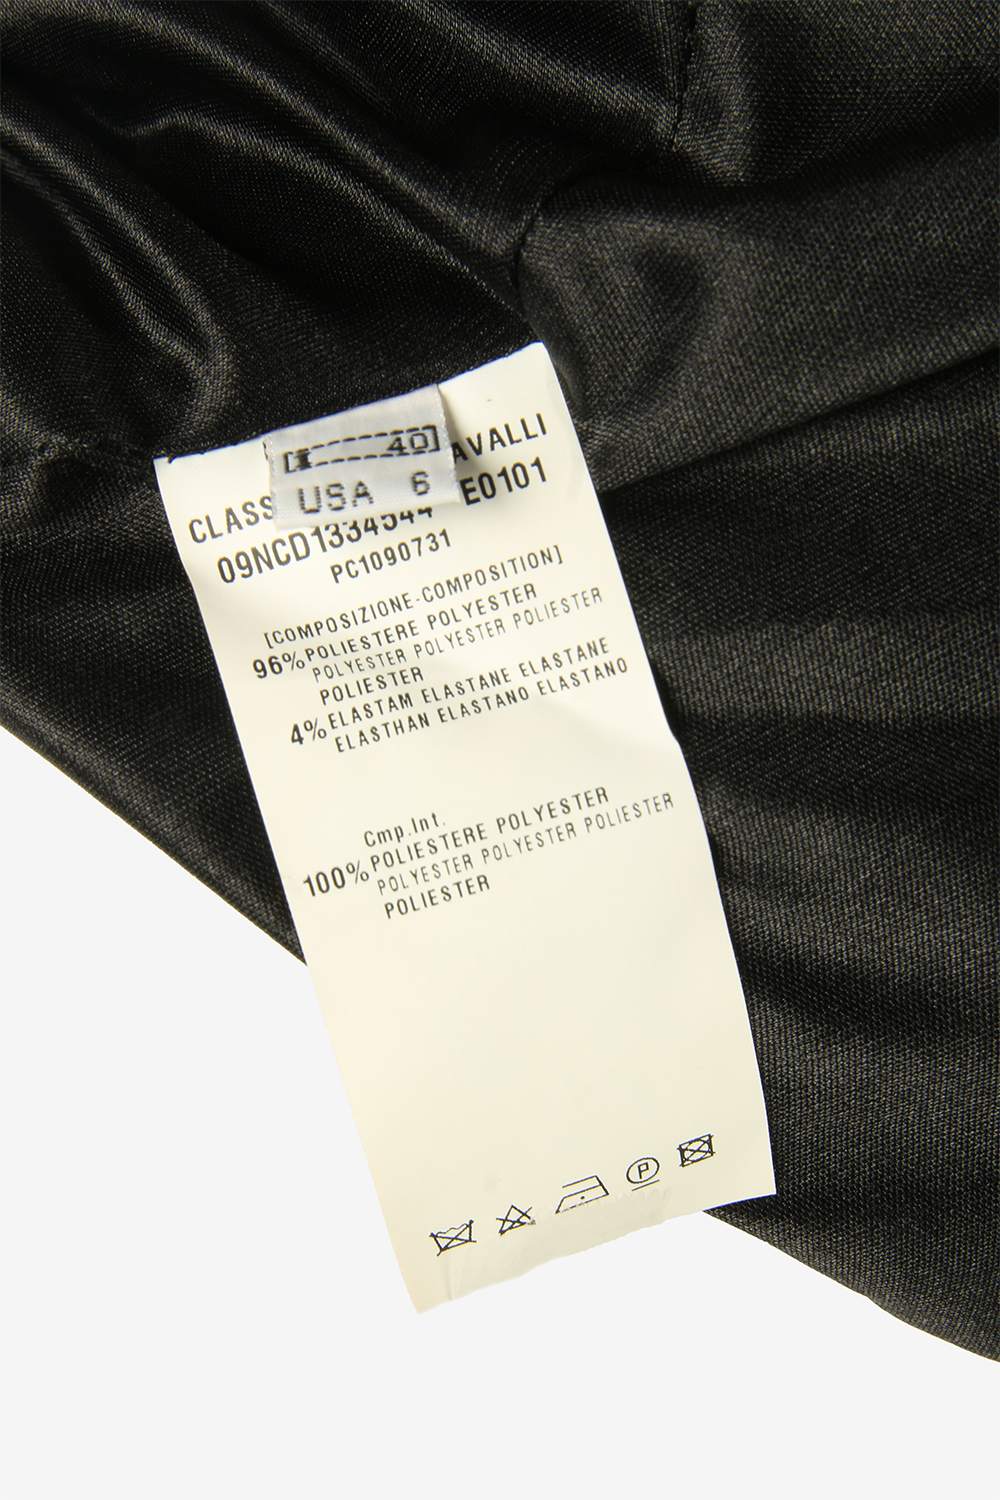 [I 40]
USA 6
CLASS AVALLI
09NCD1334544 E0101
PC1090731
[COMPOSIZIONE-COMPOSITION]
96% POLIESTERE POLYESTER
POLYESTER POLYESTER POLIESTER
POLIESTER
4% ELASTAM ELASTANE ELASTANE
ELASTHAN ELASTANO ELASTANO
Cmp.Int.
100% POLIESTERE POLYESTER
POLYESTER POLYESTER POLIESTER
POLIESTER
P